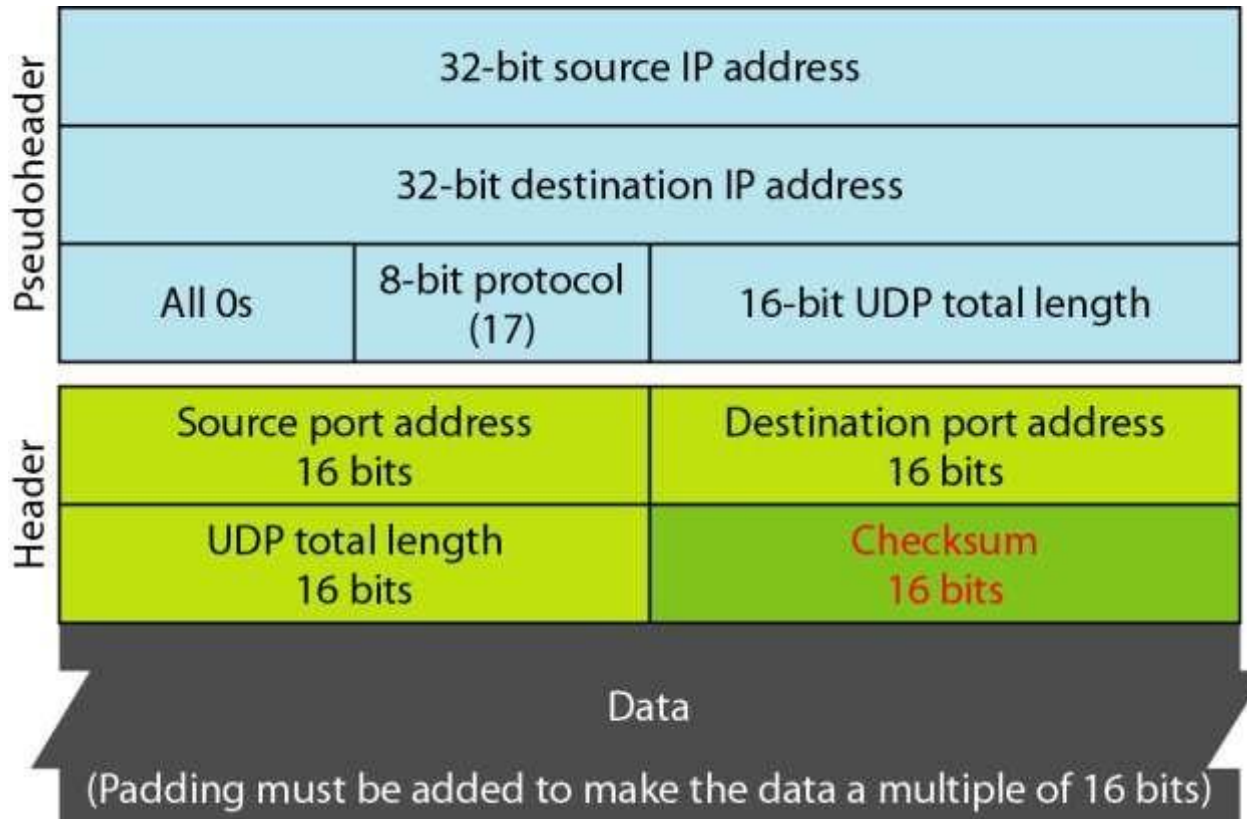 Pseudoheader
32-bit source IP address
32-bit destination IP address
All 0s
8-bit protocol
(17)
16-bit UDP total length
Header
Source port address
16 bits
Destination port address
16 bits
UDP total length
16 bits
Checksum
16 bits
Data
(Padding must be added to make the data a multiple of 16 bits)